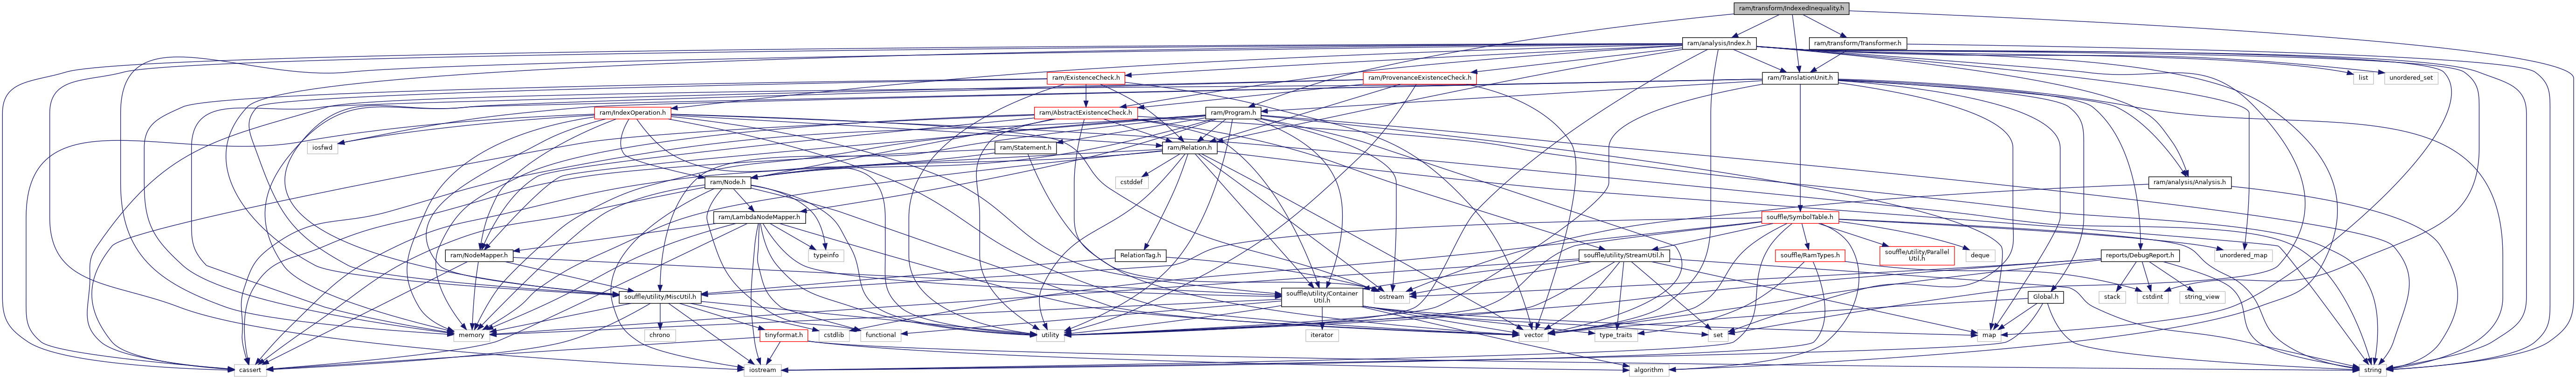 ram/transform/IndexedInequality.h
ram/analysis/Index.h
ram/transform/Transformer.h
ram/ExistenceCheck.h
ram/ProvenanceExistenceCheck.h
ram/TranslationUnit.h
list
unordered_set
ram/IndexOperation.h
ram/AbstractExistenceCheck.h
ram/Program.h
iosfwd
ram/Statement.h
ram/Relation.h
cstddef
ram/Node.h
ram/analysis/Analysis.h
ram/LambdaNodeMapper.h
souffle/SymbolTable.h
ram/NodeMapper.h
typeinfo
RelationTag.h
souffle/utility/StreamUtil.h
souffle/RamTypes.h
souffle/utility/Parallel
Util.h
deque
reports/DebugReport.h
unordered_map
souffle/utility/MiscUtil.h
souffle/utility/Container
Util.h
ostream
Global.h
stack
cstdint
string_view
memory
chrono
tinyformat.h
cstdlib
functional
utility
iterator
vector
type_traits
set
map
cassert
iostream
algorithm
string